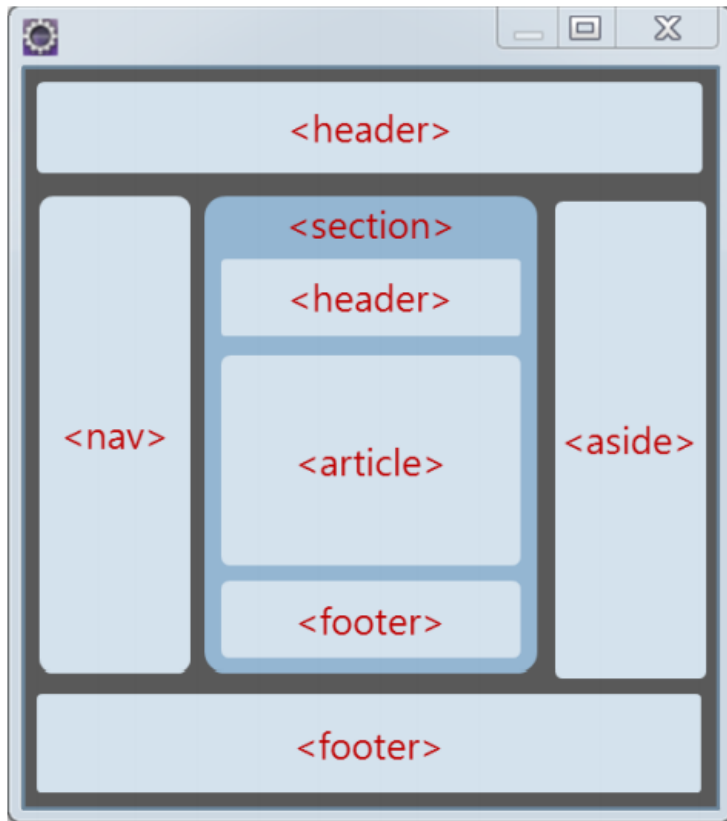 <header>
<section>
<header>
<nav>
<article>
<aside>
<footer>
<footer>